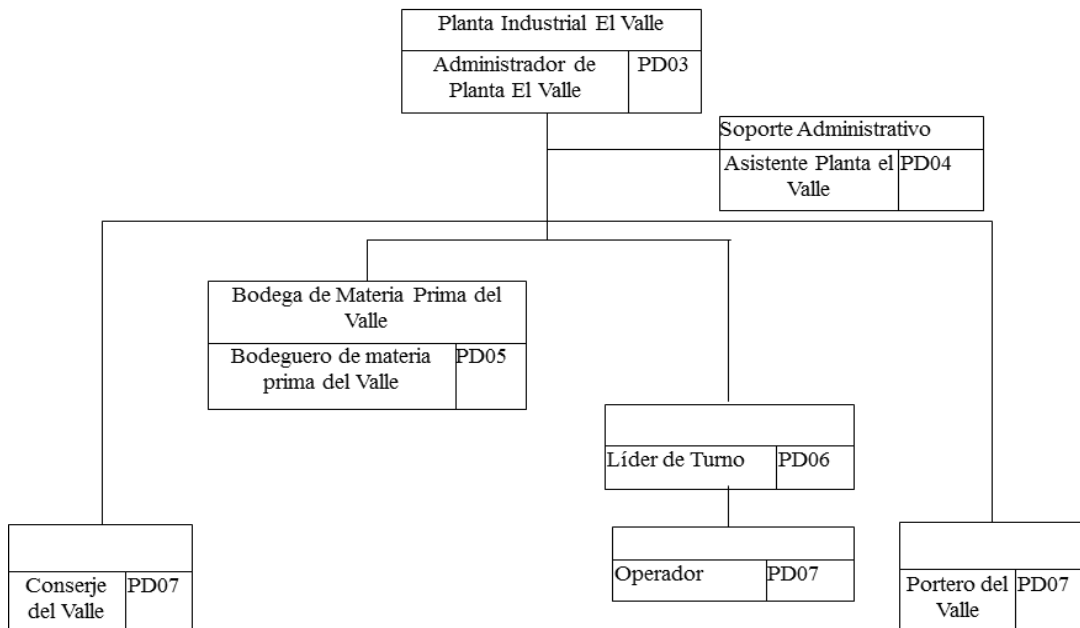 Planta Industrial El Valle
Administrador de
Planta El Valle
PD03
Soporte Administrativo
Asistente Planta el
Valle
PD04
Bodega de Materia Prima del
Valle
Bodeguero de materia
prima del Valle
PD05
Líder de Turno
PD06
Operador
PD07
Conserje
del Valle
PD07
Portero del
Valle
PD07